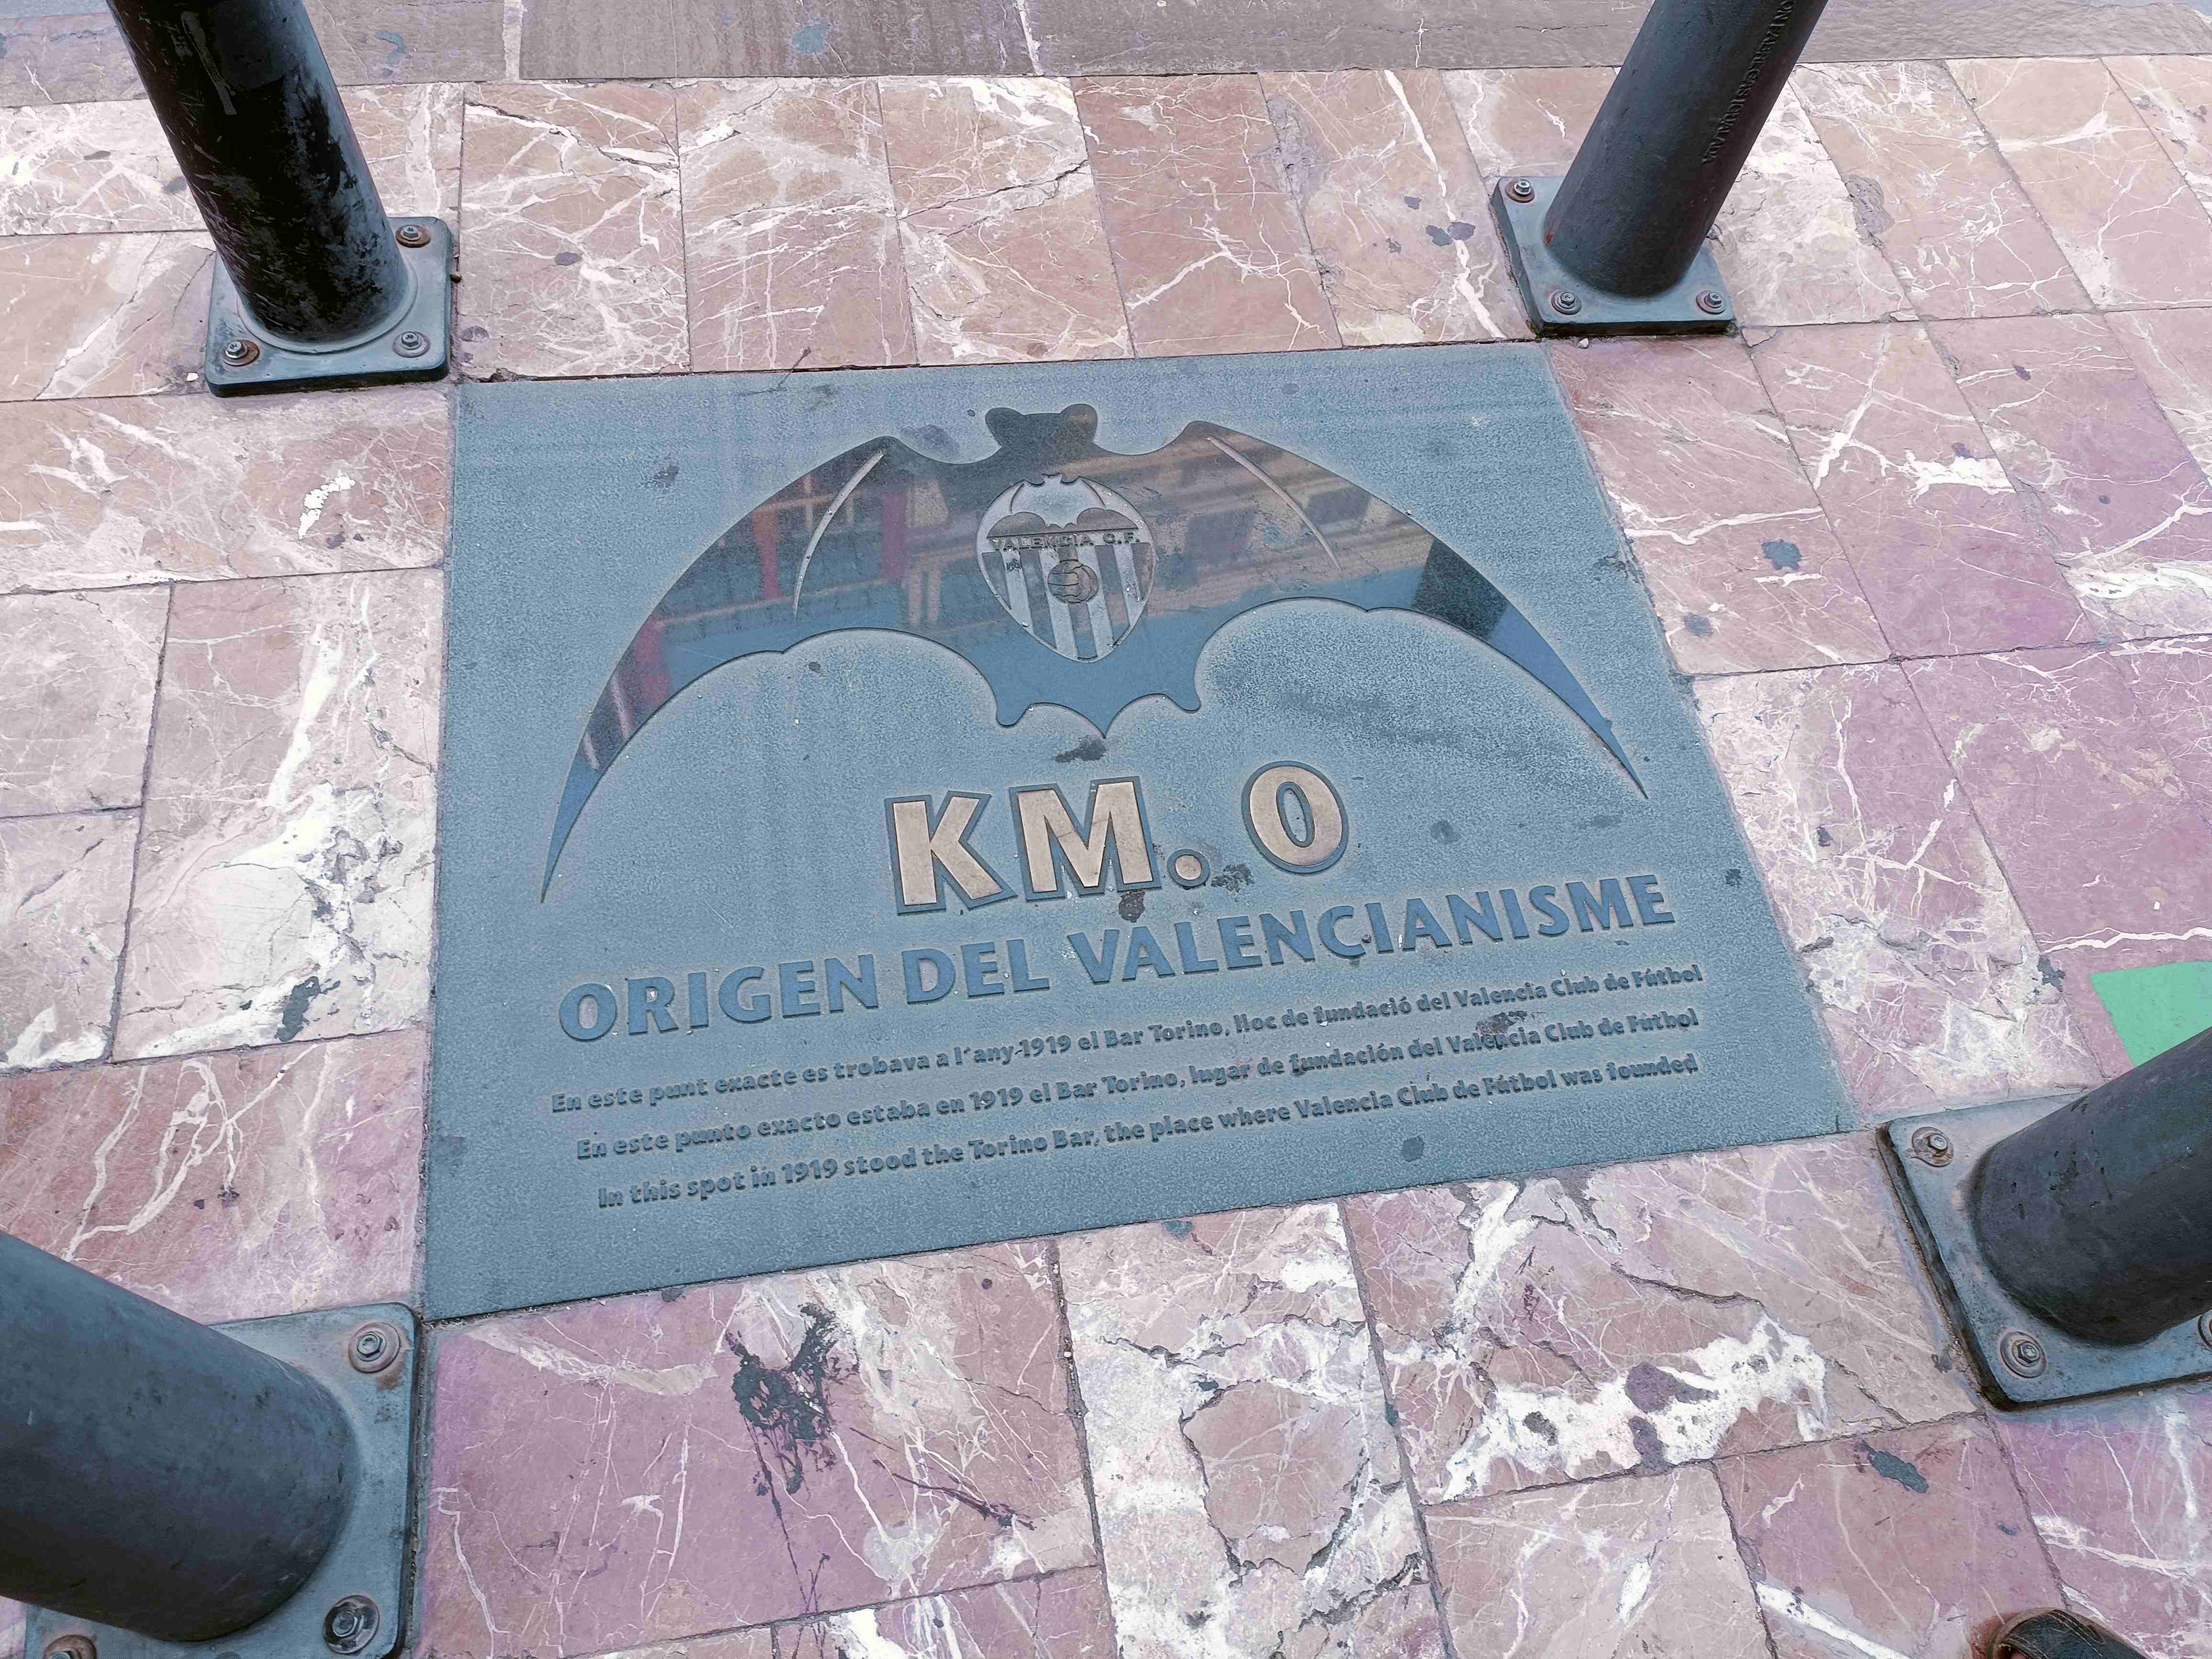 VALENCIA C.F.
KM. 0
ORIGEN DEL VALENCIANISME
En este punt exacte es trobava a l'any 1919 el Bar Torino, lloc de fundació del Valencia Club de Fútbol
En este punto exacto estaba en 1919 el Bar Torino, lugar de fundación del Valencia Club de Fútbol
In this spot in 1919 stood the Torino Bar, the place where Valencia Club de Fútbol was founded